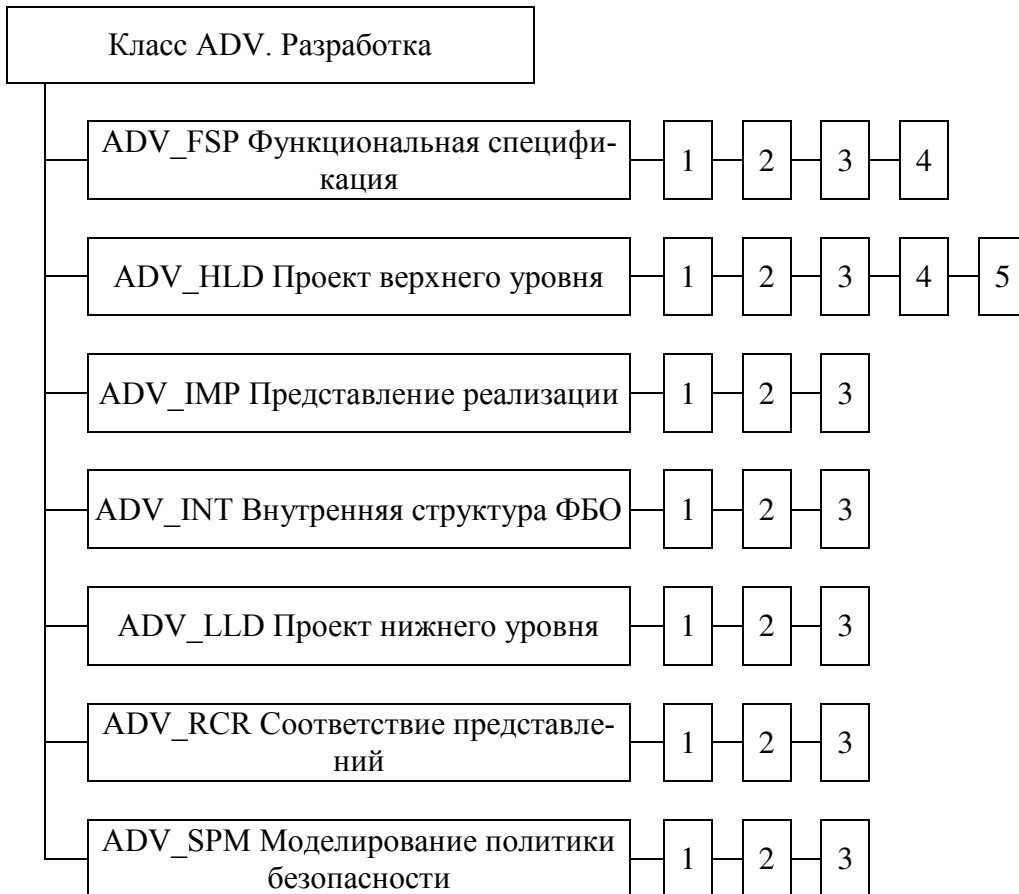 Класс ADV. Разработка
ADV_FSP Функциональная специфи-
кация
1 2 3 4
ADV_HLD Проект верхнего уровня
1 2 3 4 5
ADV_IMP Представление реализации
1 2 3
ADV_INT Внутренняя структура ФБО
1 2 3
ADV_LLD Проект нижнего уровня
1 2 3
ADV_RCR Соответствие представле-
ний
1 2 3
ADV_SPM Моделирование политики
безопасности
1 2 3